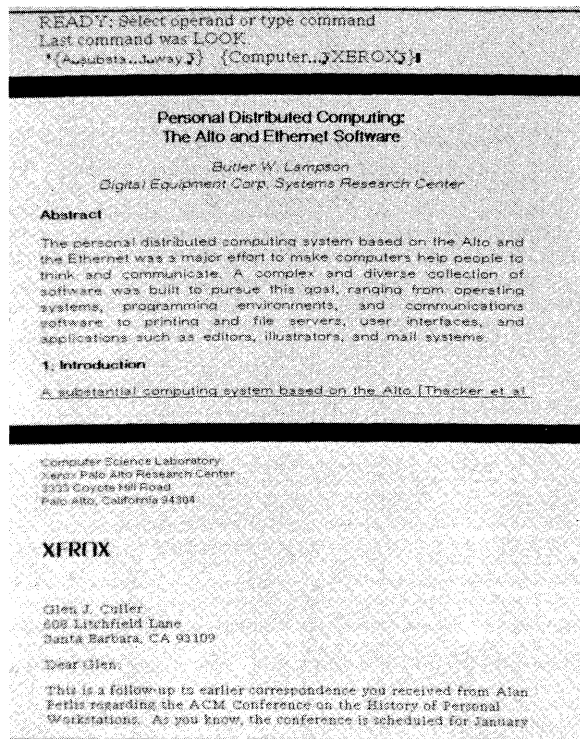 READY: Select operand or type command
Last command was LOOK.
*{A substa...J way } {Computer...XEROX}
Personal Distributed Computing:
The Alto and Ethernet Software
Butler W. Lampson
Digital Equipment Corp, Systems Research Center
Abstract
The personal distributed computing system based on the Alto and
the Ethernet was a major effort to make computers help people to
think and communicate. A complex and diverse collection of
software was built to pursue this goal, ranging from operating
systems, programming environments, and communications
software to printing and file servers, user interfaces, and
applications such as editors, illustrators, and mail systems.
1. Introduction
A substantial computing system based on the Alto [Thacker et al
Computer Science Laboratory
Xerox Palo Alto Research Center
3333 Coyote Hill Road
Palo Alto, California 94304
XEROX
Glen J. Culler
608 Litchfield Lane
Santa Barbara, CA 93109
Dear Glen:
This is a follow-up to earlier correspondence you received from Alan
Perlis regarding the ACM Conference on the History of Personal
Workstations. As you know, the conference is scheduled for January